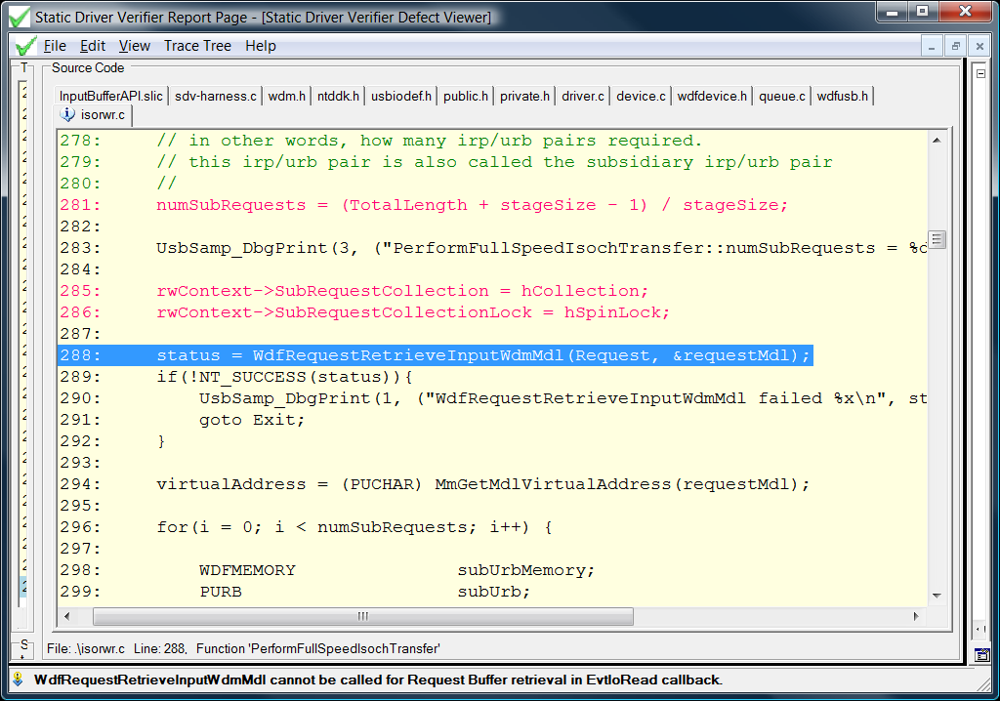 Static Driver Verifier Report Page - [Static Driver Verifier Defect Viewer]
File Edit View Trace Tree Help
T
Source Code
InputBufferAPI.slic sdv-harness.c wdm.h ntddk.h usbiodef.h public.h private.h driver.c device.c wdfdevice.h queue.c wdfusb.h
isorwr.c
278: // in other words, how many irp/urb pairs required.
279: // this irp/urb pair is also called the subsidiary irp/urb pair
280: //
281: numSubRequests = (TotalLength + stageSize - 1) / stageSize;
282:
283: UsbSamp_DbgPrint(3, ("PerformFullSpeedIsochTransfer::numSubRequests = %d
284:
285: rwContext->SubRequestCollection = hCollection;
286: rwContext->SubRequestCollectionLock = hSpinLock;
287:
288: status = WdfRequestRetrieveInputWdmMdl(Request, &requestMdl);
289: if(!NT_SUCCESS(status)){
290: UsbSamp_DbgPrint(1, ("WdfRequestRetrieveInputWdmMdl failed %x\n", st
291: goto Exit;
292: }
293:
294: virtualAddress = (PUCHAR) MmGetMdlVirtualAddress(requestMdl);
295:
296: for(i = 0; i < numSubRequests; i++) {
297:
298: WDFMEMORY subUrbMemory;
299: PURB subUrb;
S
File: .\isorwr.c Line: 288, Function 'PerformFullSpeedIsochTransfer'
WdfRequestRetrieveInputWdmMdl cannot be called for Request Buffer retrieval in EvtIoRead callback.